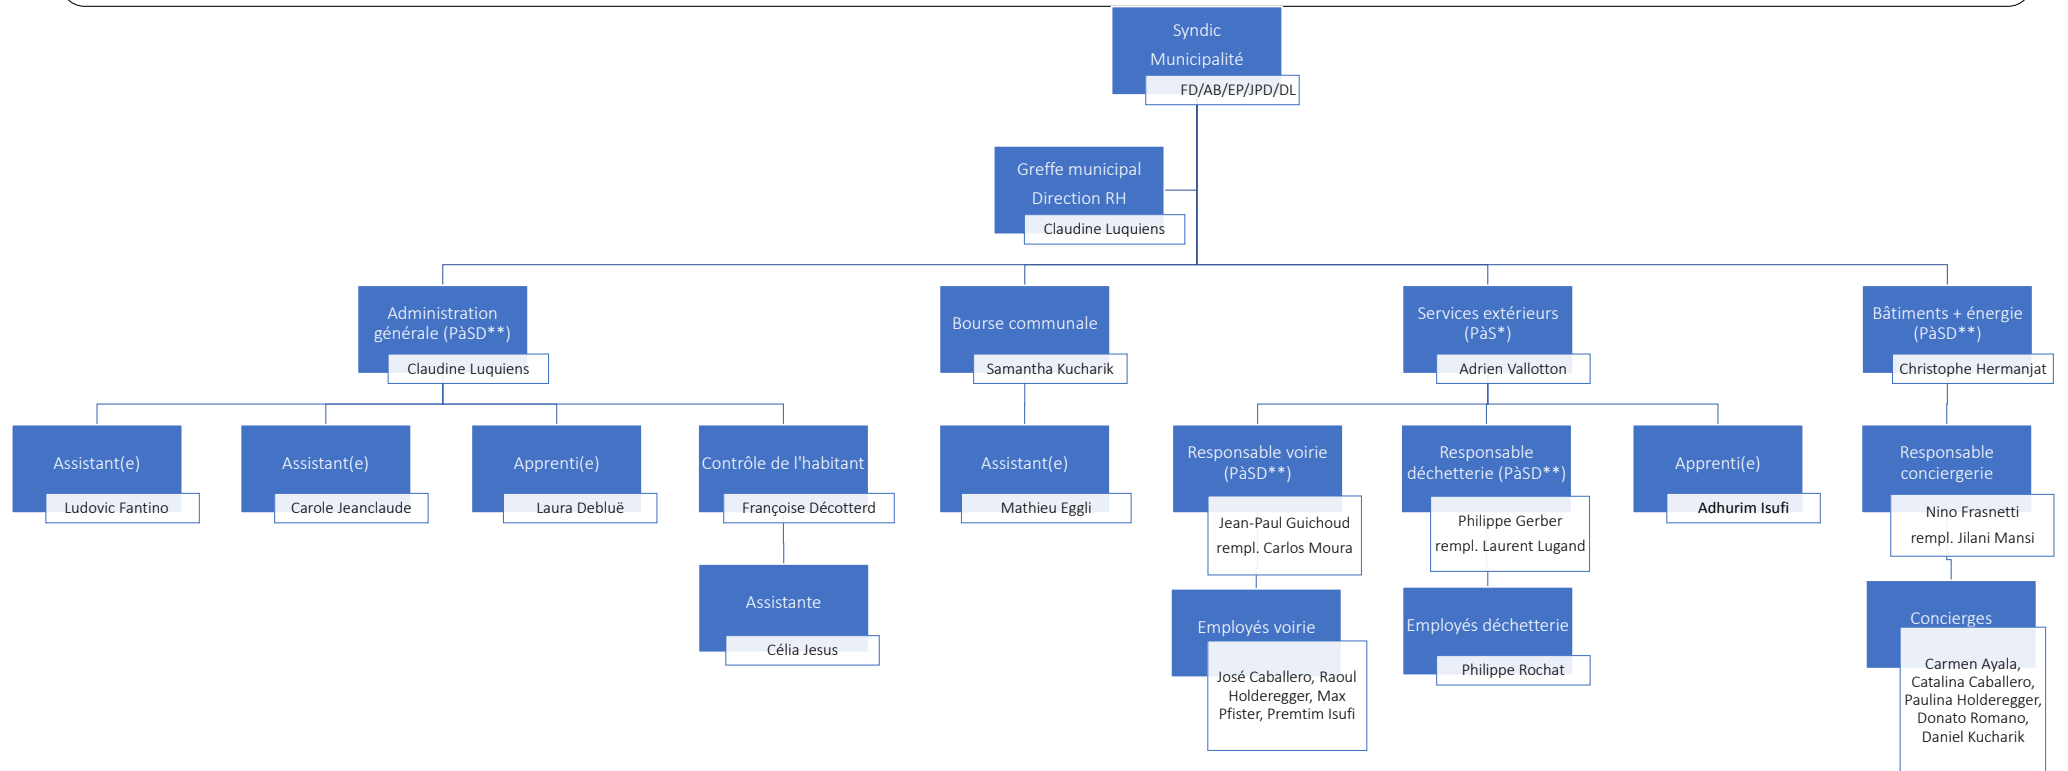 Syndic
Municipalité
FD/AB/EP/JPD/DL
Greffe municipal
Direction RH
Claudine Luquiens
Administration
générale (PàSD**)
Claudine Luquiens
Bourse communale
Samantha Kucharik
Services extérieurs
(PàS*)
Adrien Vallotton
Bâtiments + énergie
(PàSD**)
Christophe Hermanjat
Assistant(e)
Ludovic Fantino
Assistant(e)
Carole Jeanclaude
Apprenti(e)
Laura Debluë
Contrôle de l'habitant
Françoise Décotterd
Assistant(e)
Mathieu Eggli
Responsable voirie
(PàSD**)
Jean-Paul Guichoud
rempl. Carlos Moura
Responsable
déchetterie (PàSD**)
Philippe Gerber
rempl. Laurent Lugand
Apprenti(e)
Adhurim Isufi
Responsable
conciergerie
Nino Frasnetti
rempl. Jilani Mansi
Assistante
Célia Jesus
Employés voirie
José Caballero, Raoul
Holderegger, Max
Pfister, Premtim Isufi
Employés déchetterie
Philippe Rochat
Concierges
Carmen Ayala,
Catalina Caballero,
Paulina Holderegger,
Donato Romano,
Daniel Kucharik